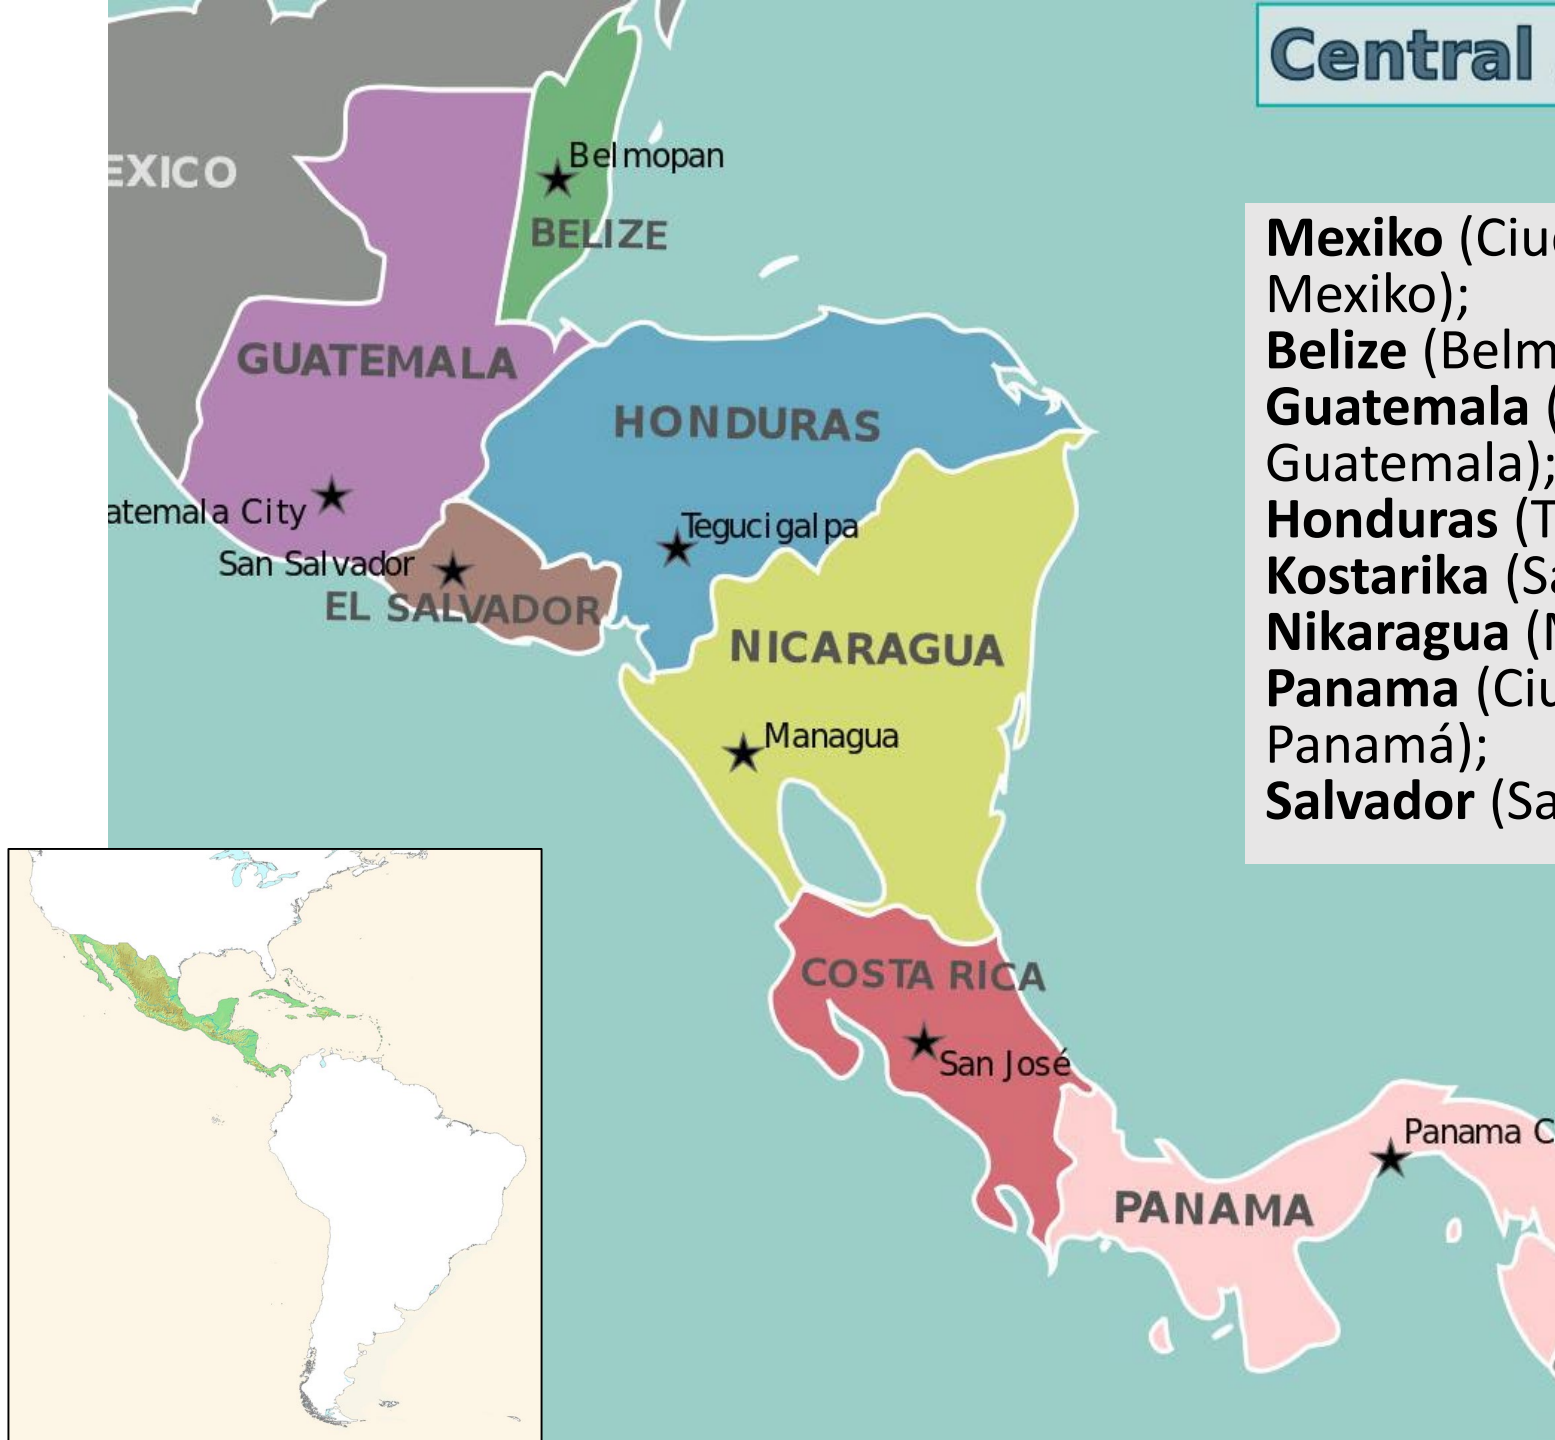 Central
EXICO
Belmopan
BELIZE
GUATEMALA
HONDURAS
atemala City
Tegucigalpa
San Salvador
EL SALVADOR
NICARAGUA
Managua
COSTA RICA
San José
Panama C
PANAMA
Mexiko (Ciu
Mexiko);
Belize (Belm
Guatemala (
Guatemala);
Honduras (T
Kostarika (Sa
Nikaragua (
Panama (Ciu
Panamá);
Salvador (Sa